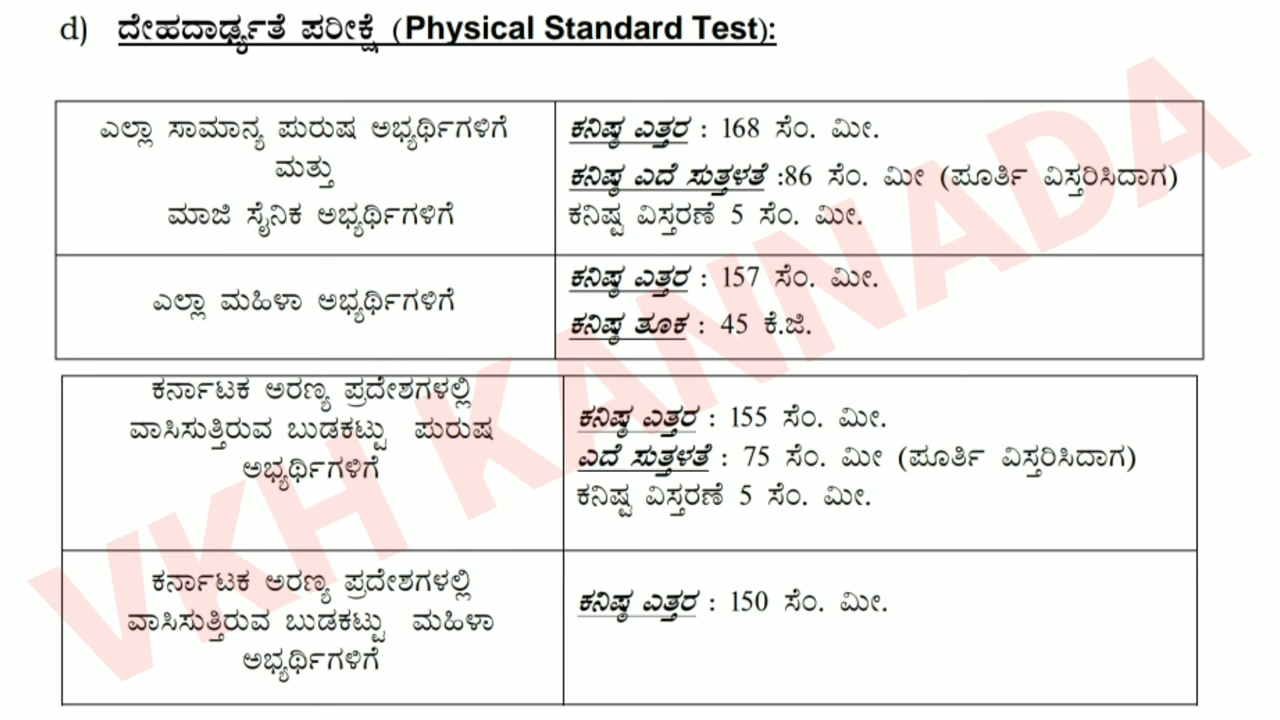 d) ದೇಹದಾರ್ಢ್ಯತೆ ಪರೀಕ್ಷೆ (Physical Standard Test):
ಎಲ್ಲಾ ಸಾಮಾನ್ಯ ಪುರುಷ ಅಭ್ಯರ್ಥಿಗಳಿಗೆ
ಮತ್ತು
ಮಾಜಿ ಸೈನಿಕ ಅಭ್ಯರ್ಥಿಗಳಿಗೆ
ಕನಿಷ್ಠ ಎತ್ತರ : 168 ಸೆಂ. ಮೀ.
ಕನಿಷ್ಠ ಎದೆ ಸುತ್ತಳತೆ :86 ಸೆಂ. ಮೀ (ಪೂರ್ತಿ ವಿಸ್ತರಿಸಿದಾಗ)
ಕನಿಷ್ಟ ವಿಸ್ತರಣೆ 5 ಸೆಂ. ಮೀ.
ಎಲ್ಲಾ ಮಹಿಳಾ ಅಭ್ಯರ್ಥಿಗಳಿಗೆ
ಕನಿಷ್ಠ ಎತ್ತರ : 157 ಸೆಂ. ಮೀ.
ಕನಿಷ್ಠ ತೂಕ : 45 ಕೆ.ಜಿ.
ಕರ್ನಾಟಕ ಅರಣ್ಯ ಪ್ರದೇಶಗಳಲ್ಲಿ
ವಾಸಿಸುತ್ತಿರುವ ಬುಡಕಟ್ಟು ಪುರುಷ
ಅಭ್ಯರ್ಥಿಗಳಿಗೆ
ಕನಿಷ್ಠ ಎತ್ತರ : 155 ಸೆಂ. ಮೀ.
ಎದೆ ಸುತ್ತಳತೆ : 75 ಸೆಂ. ಮೀ (ಪೂರ್ತಿ ವಿಸ್ತರಿಸಿದಾಗ)
ಕನಿಷ್ಟ ವಿಸ್ತರಣೆ 5 ಸೆಂ. ಮೀ.
ಕರ್ನಾಟಕ ಅರಣ್ಯ ಪ್ರದೇಶಗಳಲ್ಲಿ
ವಾಸಿಸುತ್ತಿರುವ ಬುಡಕಟ್ಟು ಮಹಿಳಾ
ಅಭ್ಯರ್ಥಿಗಳಿಗೆ
ಕನಿಷ್ಠ ಎತ್ತರ : 150 ಸೆಂ. ಮೀ.
VKH KANNADA